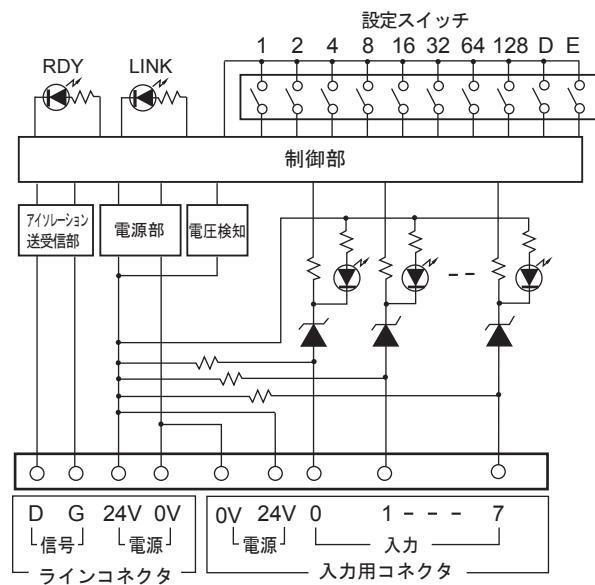 設定スイッチ
RDY LINK 1 2 4 8 16 32 64 128 D E
制御部
アイソレーション
送受信部
電源部
電圧検知
D G 24V 0V 0V 24V 0 1 - - - 7
信号 電源 電源 入力
ラインコネクタ 入力用コネクタ